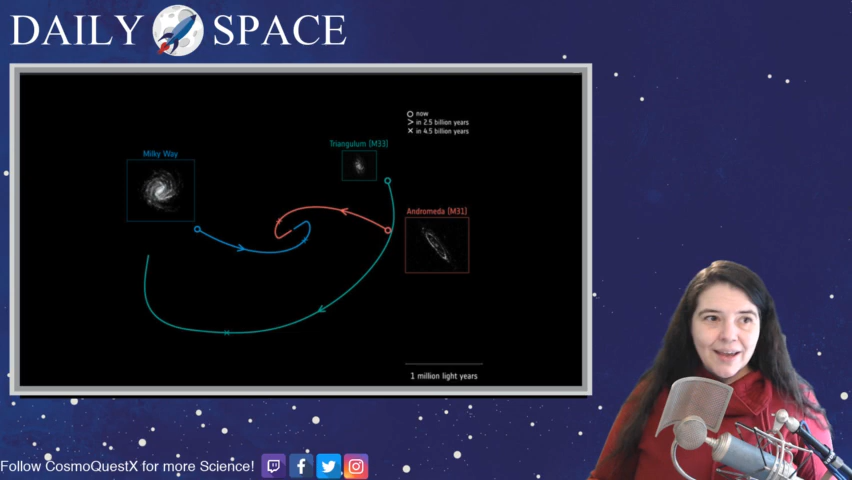 DAILY SPACE
now
in 2.5 billion years
in 4.5 billion years
Triangulum (M33)
Milky Way
Andromeda (M31)
1 million light years
Follow CosmoQuestX for more Science!